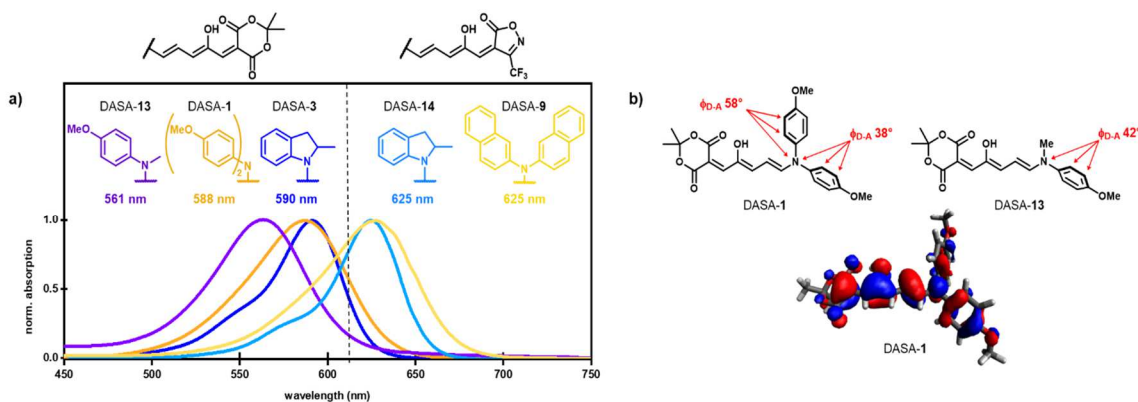 O
O
OH
O
O
O
OH
O
N
CF₃
a)
DASA-13
DASA-1
DASA-3
DASA-14
DASA-9
MeO
N
MeO
N
2
N
N
N
561 nm
588 nm
590 nm
625 nm
625 nm
norm. absorption
1.0
0.5
0.0
450
500
550
600
650
700
750
wavelength (nm)
b)
OMe
ϕD-A 58°
ϕD-A 38°
O
O
O
O
OH
N
OMe
DASA-1
ϕD-A 42°
O
O
O
O
OH
Me
N
OMe
DASA-13
DASA-1